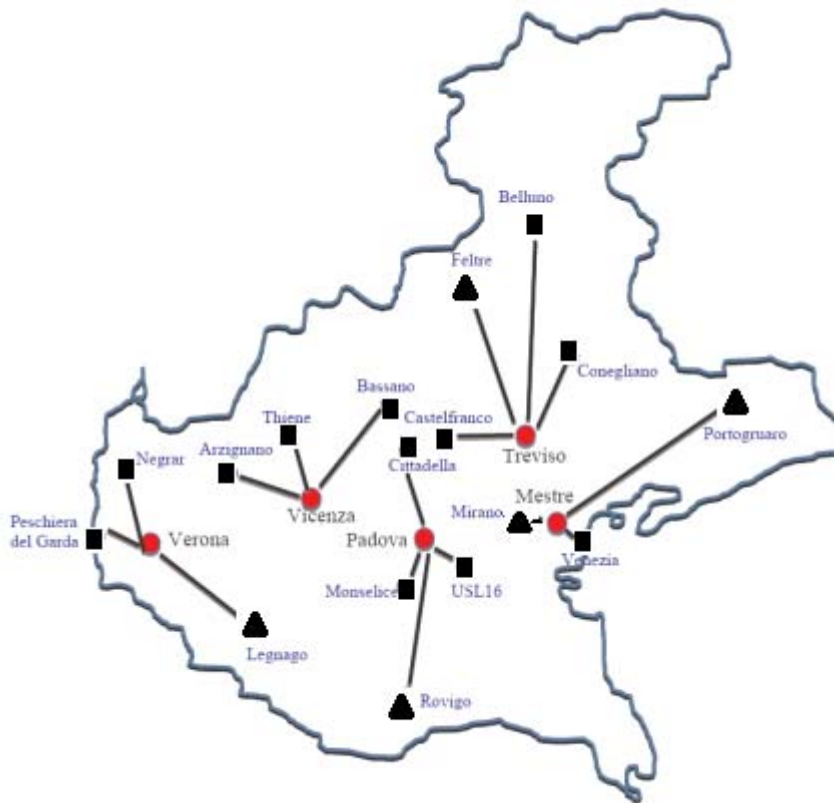 Belluno
Feltre
Conegliano
Bassano
Castelfranco
Portogruaro
Thiene
Cittadella
Treviso
Arzignano
Negrar
Mestre
Mirano
Vicenza
Peschiera
del Garda
Verona
Padova
Venezia
Monselice
USL16
Legnago
Rovigo